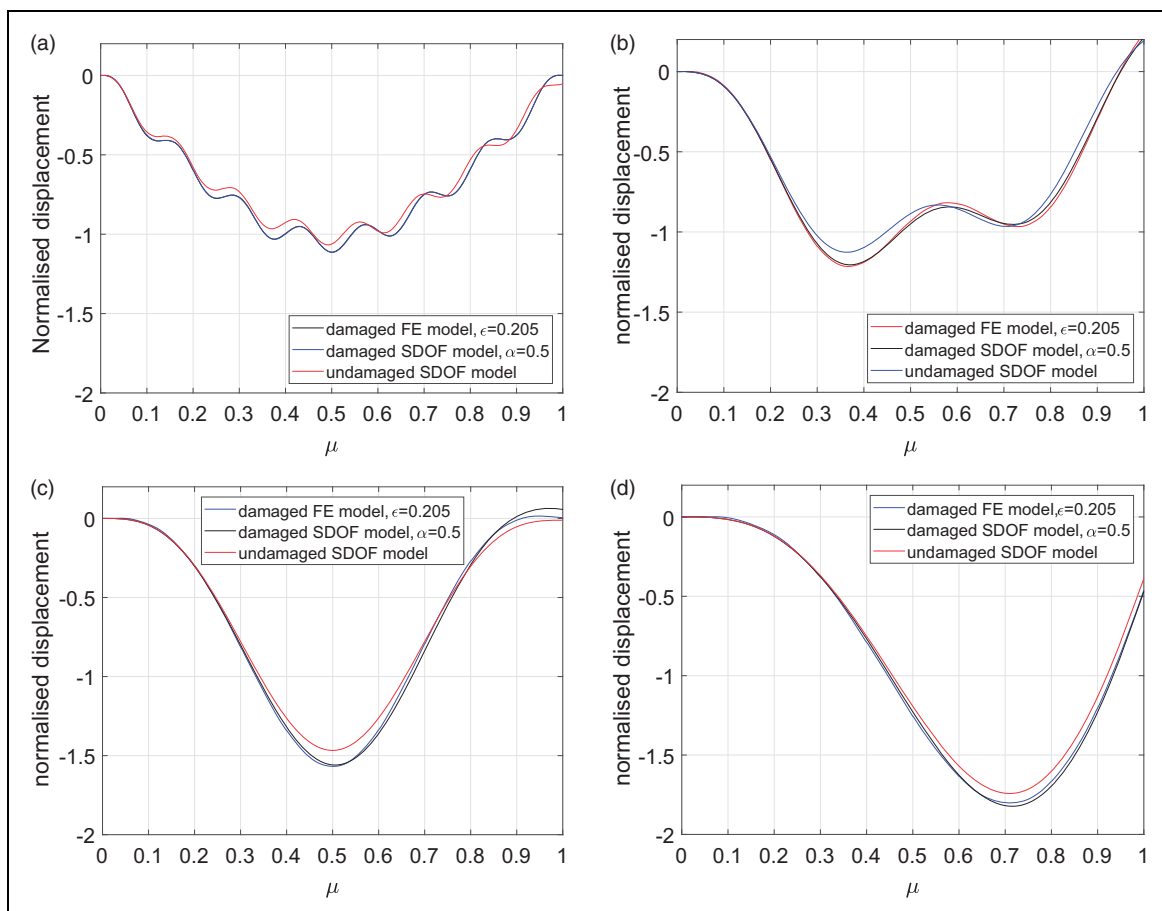 (a)
0
0.1
0.2
0.3
0.4
0.5
0.6
0.7
0.8
0.9
1
μ
-2
-1.5
-1
-0.5
0
Normalised displacement
damaged FE model, ϵ=0.205
damaged SDOF model, α=0.5
undamaged SDOF model
(b)
0
0.1
0.2
0.3
0.4
0.5
0.6
0.7
0.8
0.9
1
μ
-2
-1.5
-1
-0.5
0
normalised displacement
damaged FE model, ϵ=0.205
damaged SDOF model, α=0.5
undamaged SDOF model
(c)
0
0.1
0.2
0.3
0.4
0.5
0.6
0.7
0.8
0.9
1
μ
-2
-1.5
-1
-0.5
0
normalised displacement
damaged FE model, ϵ=0.205
damaged SDOF model, α=0.5
undamaged SDOF model
(d)
0
0.1
0.2
0.3
0.4
0.5
0.6
0.7
0.8
0.9
1
μ
-2
-1.5
-1
-0.5
0
normalised displacement
damaged FE model,ϵ=0.205
damaged SDOF model, α=0.5
undamaged SDOF model